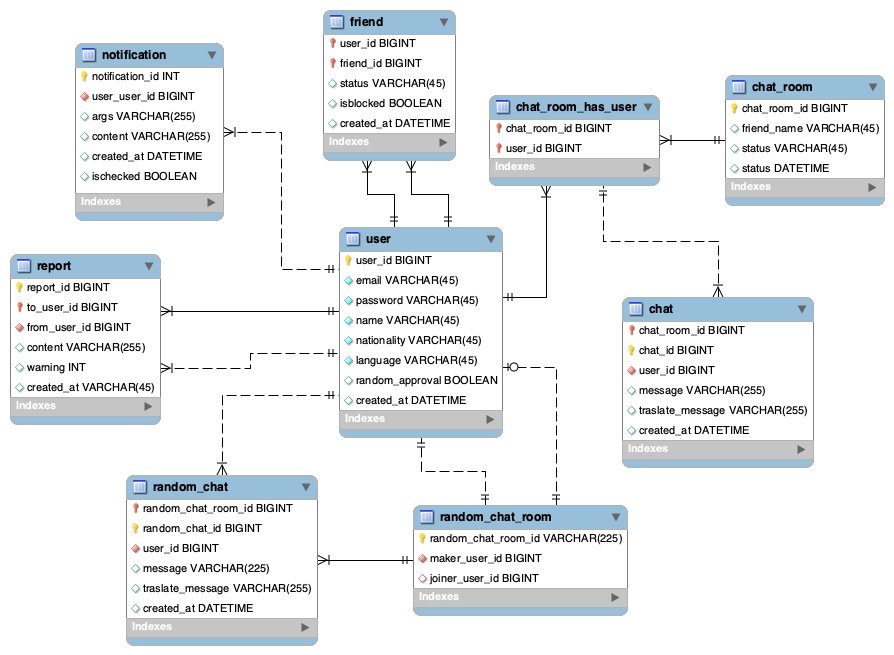 friend
user_id BIGINT
friend_id BIGINT
status VARCHAR(45)
isblocked BOOLEAN
created_at DATETIME
Indexes
notification
notification_id INT
user_user_id BIGINT
args VARCHAR(255)
content VARCHAR(255)
created_at DATETIME
ischecked BOOLEAN
Indexes
chat_room_has_user
chat_room_id BIGINT
user_id BIGINT
Indexes
chat_room
chat_room_id BIGINT
friend_name VARCHAR(45)
status VARCHAR(45)
status DATETIME
Indexes
user
user_id BIGINT
email VARCHAR(45)
password VARCHAR(45)
name VARCHAR(45)
nationality VARCHAR(45)
language VARCHAR(45)
random_approval BOOLEAN
created_at DATETIME
Indexes
report
report_id BIGINT
to_user_id BIGINT
from_user_id BIGINT
content VARCHAR(255)
warning INT
created_at VARCHAR(45)
Indexes
chat
chat_room_id BIGINT
chat_id BIGINT
user_id BIGINT
message VARCHAR(255)
traslate_message VARCHAR(255)
created_at DATETIME
Indexes
random_chat
random_chat_room_id BIGINT
random_chat_id BIGINT
user_id BIGINT
message VARCHAR(225)
traslate_message VARCHAR(255)
created_at DATETIME
Indexes
random_chat_room
random_chat_room_id VARCHAR(225)
maker_user_id BIGINT
joiner_user_id BIGINT
Indexes